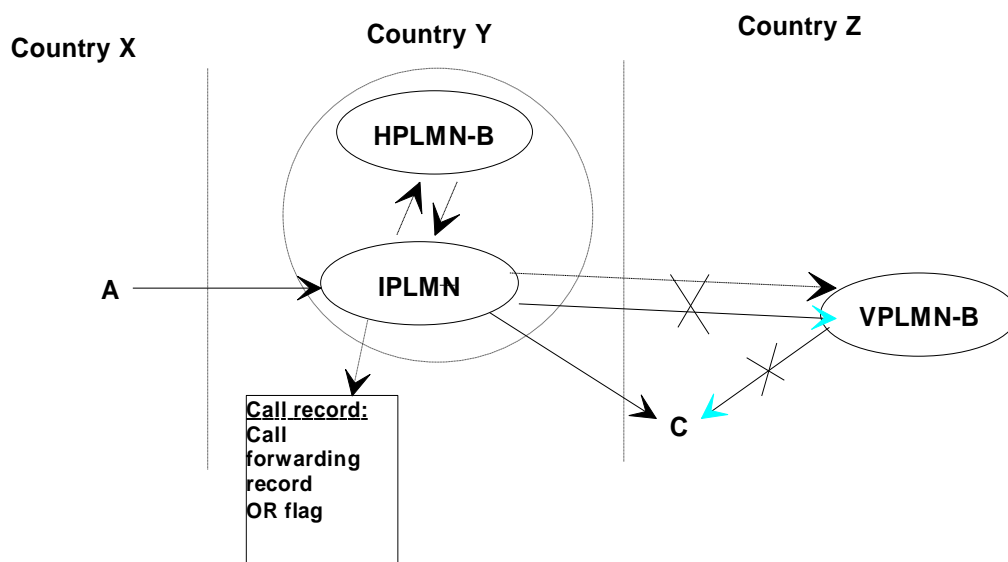 Country X
Country Y
Country Z
HPLMN-B
A
IPLMN
VPLMN-B
C
Call record:
Call
forwarding
record
OR flag